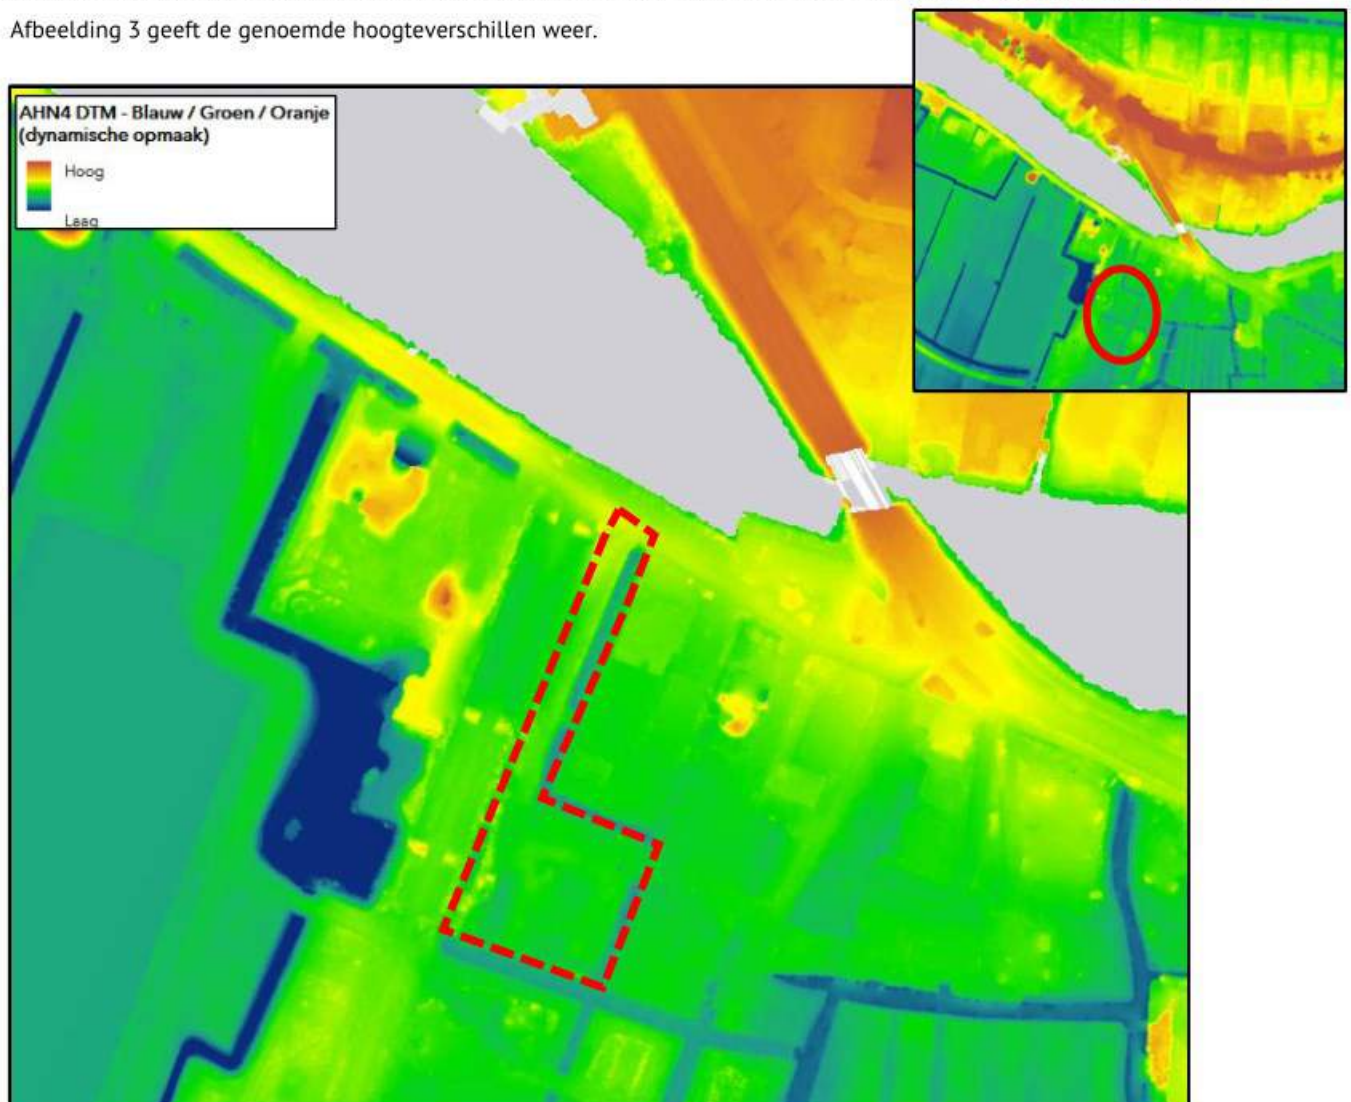 Afbeelding 3 geeft de genoemde hoogteverschillen weer.
AHN4 DTM - Blauw / Groen / Oranje
(dynamische opmaak)
Hoog
Laag